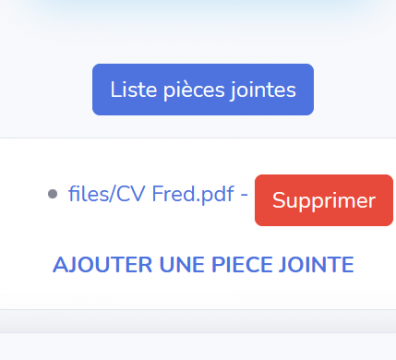 Liste pièces jointes
files/CV Fred.pdf - Supprimer
AJOUTER UNE PIECE JOINTE